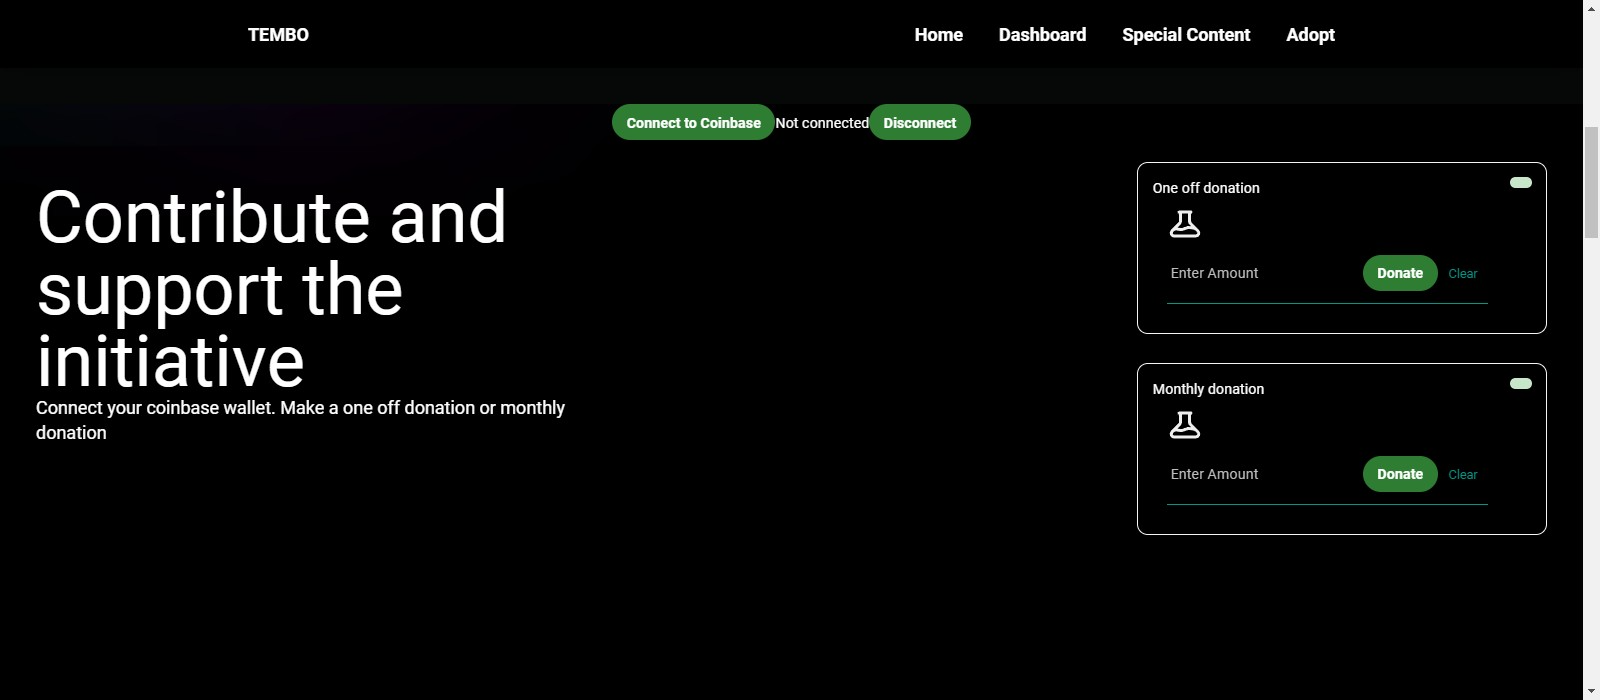 TEMBO Home Dashboard Special Content Adopt
Connect to Coinbase Not connected Disconnect
Contribute and
support the
initiative
Connect your coinbase wallet. Make a one off donation or monthly
donation
One off donation
Enter Amount Donate Clear
Monthly donation
Enter Amount Donate Clear